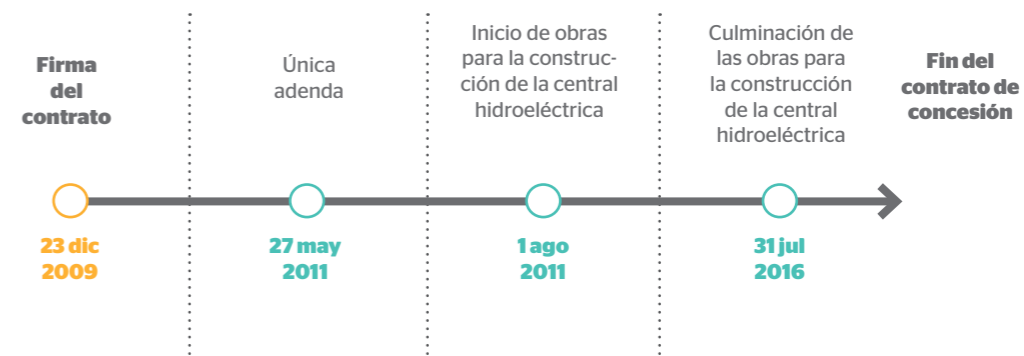 Firma
del
contrato
Única
adenda
Inicio de obras
para la construc-
ción de la central
hidroeléctrica
Culminación de
las obras para
la construcción
de la central
hidroeléctrica
Fin del
contrato de
concesión
23 dic
2009
27 may
2011
1 ago
2011
31 jul
2016